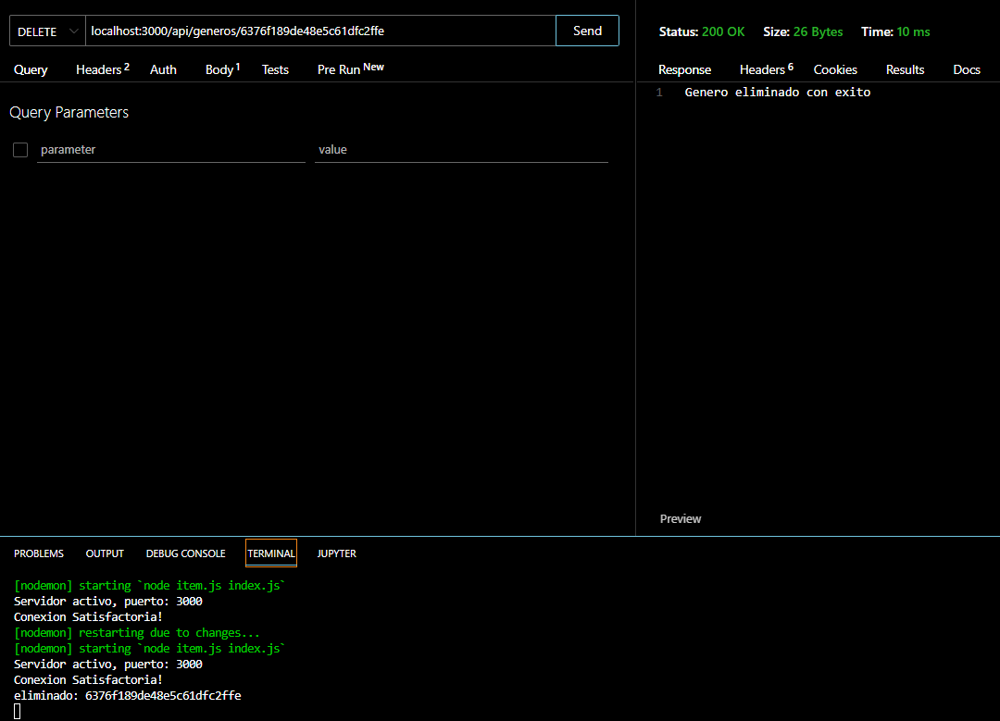 DELETE localhost:3000/api/generos/6376f189de48e5c61dfc2ffe Send
Query Headers 2 Auth Body 1 Tests Pre Run New
Query Parameters
parameter value
Status: 200 OK Size: 26 Bytes Time: 10 ms
Response Headers 6 Cookies Results Docs
1 Genero eliminado con exito
Preview
PROBLEMS OUTPUT DEBUG CONSOLE TERMINAL JUPYTER
[nodemon] starting `node item.js index.js`
Servidor activo, puerto: 3000
Conexion Satisfactoria!
[nodemon] restarting due to changes...
[nodemon] starting `node item.js index.js`
Servidor activo, puerto: 3000
Conexion Satisfactoria!
eliminado: 6376f189de48e5c61dfc2ffe